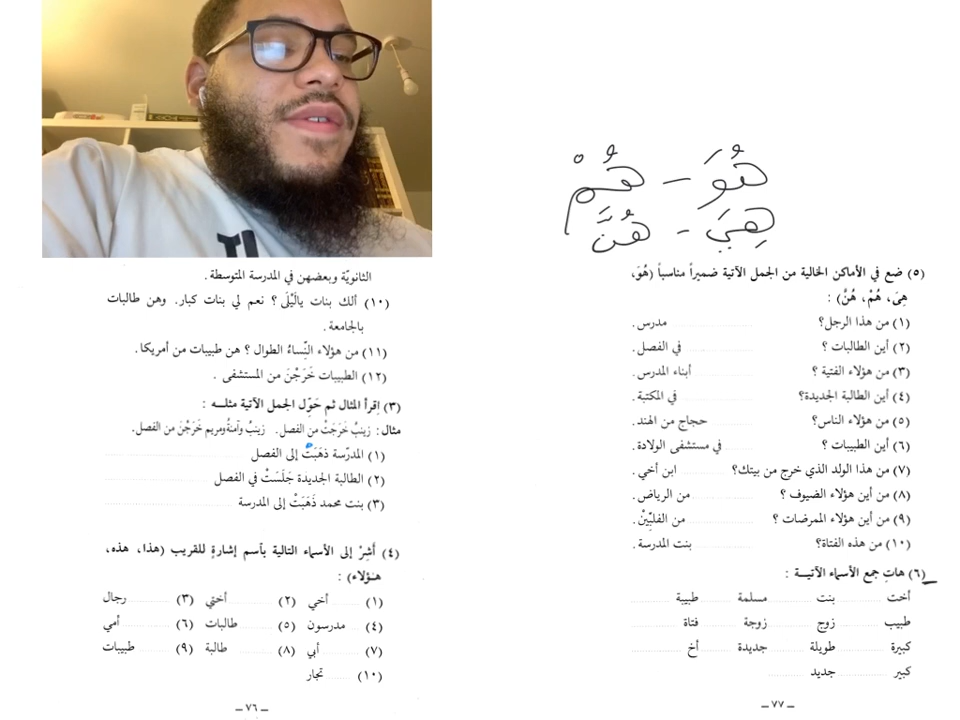 هُوَ - هُمْ
هِيَ - هُنَّ
(٥) ضع في الأماكن الخالية من الجمل الآتية ضميراً مناسباً (هُوَ،
هِيَ، هُمْ، هُنَّ) :
(١) من هذا الرجل؟ ........ مدرس.
(٢) أين الطالبات ؟ ........ في الفصل.
(٣) من هؤلاء الفتية ؟ ........ أبناء المدرس.
(٤) أين الطالبة الجديدة؟ ........ في المكتبة.
(٥) من هؤلاء الناس؟ ........ حجاج من الهند.
(٦) أين الطبيبات ؟ ........ في مستشفى الولادة.
(٧) من هذا الولد الذي خرج من بيتك؟ ........ ابن أخي.
(٨) من أين هؤلاء الضيوف ؟ ........ من الرياض.
(٩) من أين هؤلاء الممرضات ؟ ........ من الفلبِّينْ.
(١٠) من هذه الفتاة؟ ........ بنت المدرسة.
(٦) هاتِ جمع الأسماء الآتيــة :
أخت ........ بنت ........ مسلمة ........ طبيبة ........
طبيب ........ زوج ........ زوجة ........ فتاة ........
كبيرة ........ طويلة ........ جديدة ........ أخ ........
كبير ........ جديد ........
— ٧٧ —
الثانويّة وبعضهن في المدرسة المتوسطة.
(١٠) ألك بنات يالَيْلَى ؟ نعم لي بنات كبار. وهن طالبات
بالجامعة.
(١١) من هؤلاء النِّساءُ الطوال ؟ هن طبيبات من أمريكا.
(١٢) الطبيبات خَرَجْنَ من المستشفى .
(٣) اِقرأ المثال ثم حَوِّل الجمل الآتية مثلــه :
مثال: زينبُ خَرَجَتْ من الفصل. زينبُ وآمنةُ ومريم خَرَجْنَ من الفصل.
(١) المدرّسة ذهَبَتْ إلى الفصل ........
(٢) الطالبة الجديدة جَلَسَتْ في الفصل ........
(٣) بنت محمد ذَهَبَتْ إلى المدرسة ........
(٤) أَشِرْ إلى الأسماء التالية بٱسم إشارةٍ للقريب (هذا، هذه،
هـؤلاء) :
(١) ........ أخي (٢) ........ أختي (٣) ........ رجال
(٤) ........ مدرسون (٥) ........ طالبات (٦) ........ أمي
(٧) ........ أبي (٨) ........ طالبة (٩) ........ طبيبات
(١٠) ........ تجار
— ٧٦ —